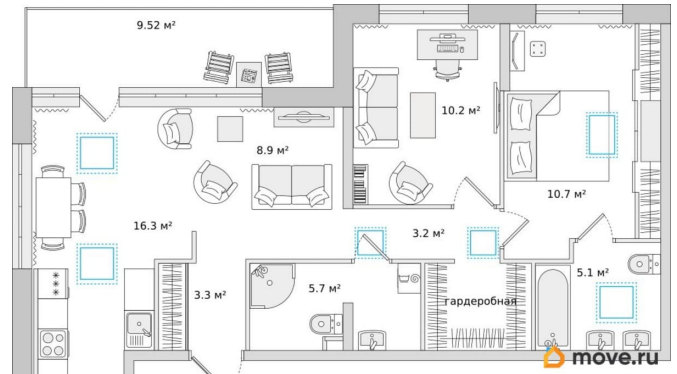 9.52 м²
10.2 м²
8.9 м²
10.7 м²
16.3 м²
3.2 м²
5.1 м²
5.7 м²
3.3 м²
гардеробная
move.ru